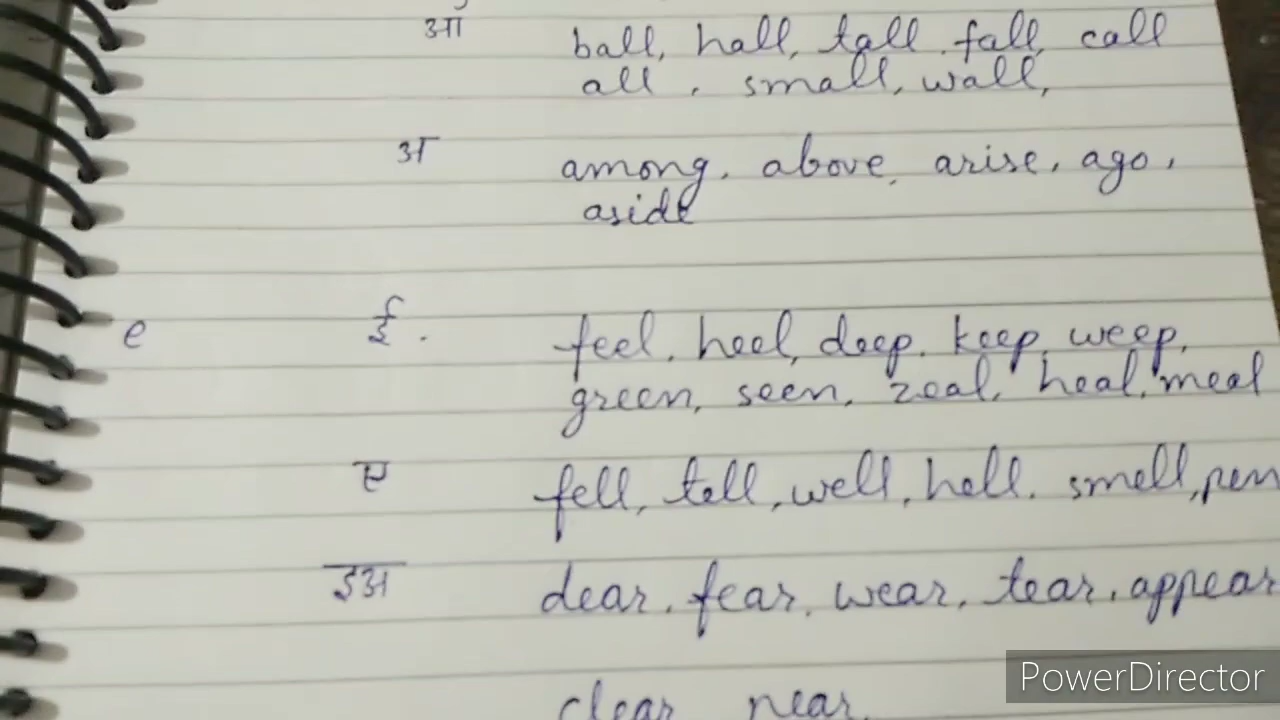 ऑ ball, hall, tall, fall, call
all, small, wall,
अ among, above, arise, ago,
aside
e ई. feel, heel, deep, keep, weep,
green, seen, zeal, heal, meal
ए fell, tell, well, hell, smell, pen
इअ dear, fear, wear, tear, appear
clear near,
PowerDirector